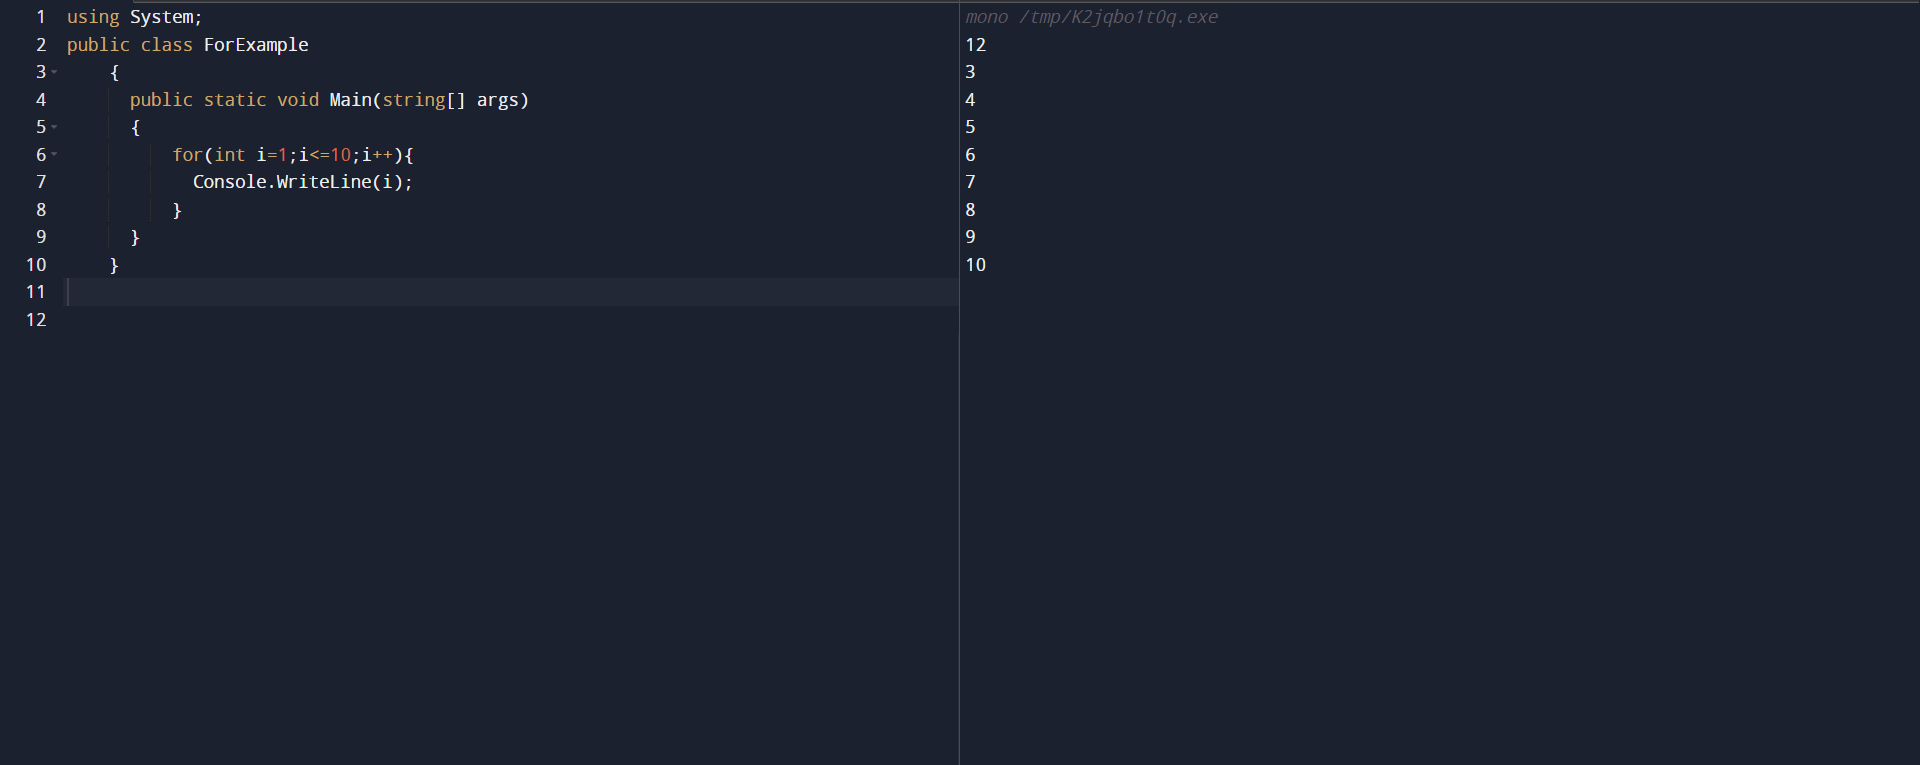 1 using System;
2 public class ForExample
3 {
4 public static void Main(string[] args)
5 {
6 for(int i=1;i<=10;i++){
7 Console.WriteLine(i);
8 }
9 }
10 }
11
12
mono /tmp/K2jqbo1tOq.exe
12
3
4
5
6
7
8
9
10